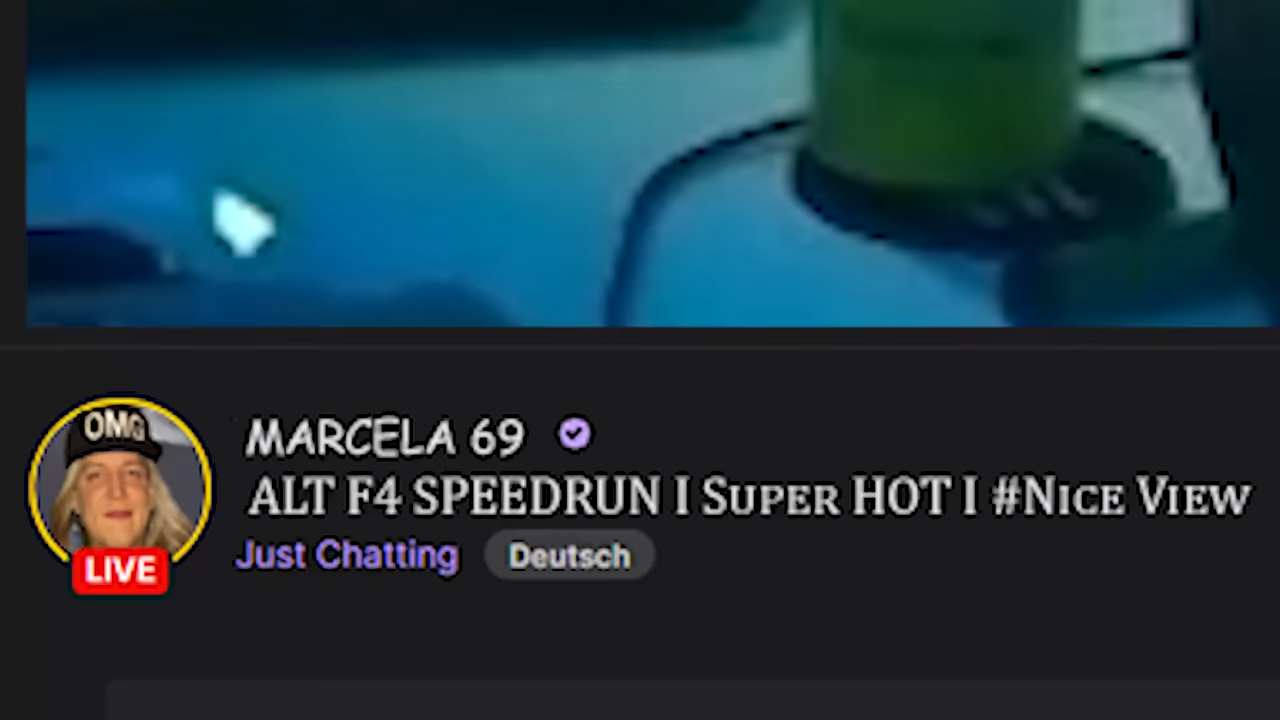 OMG
MARCELA 69
ALT F4 SPEEDRUN I SUPER HOT I #NICE VIEW
Just Chatting Deutsch
LIVE